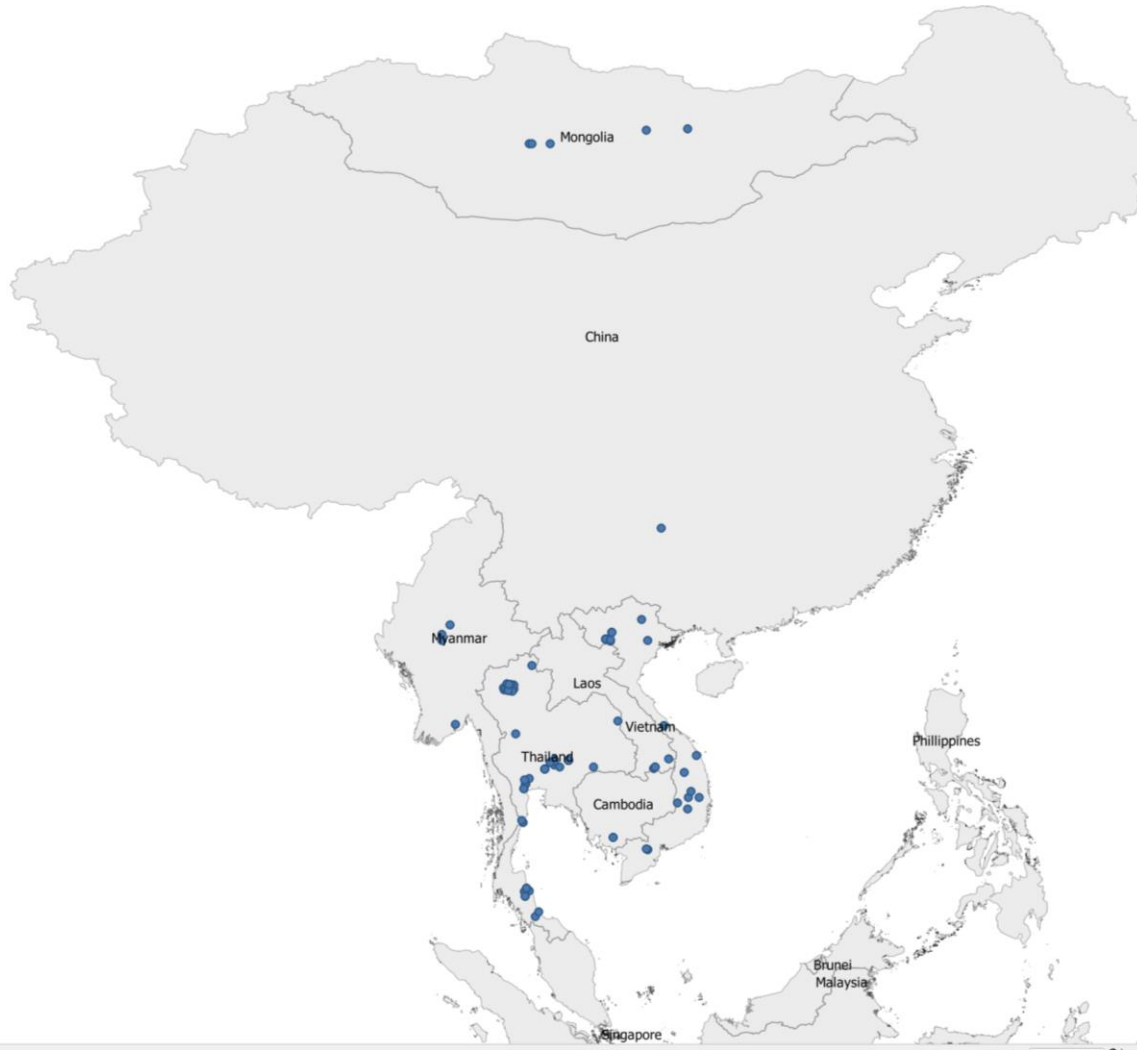 Mongolia
China
Myanmar
Laos
Vietnam
Thailand
Phillippines
Cambodia
Brunei
Malaysia
Singapore